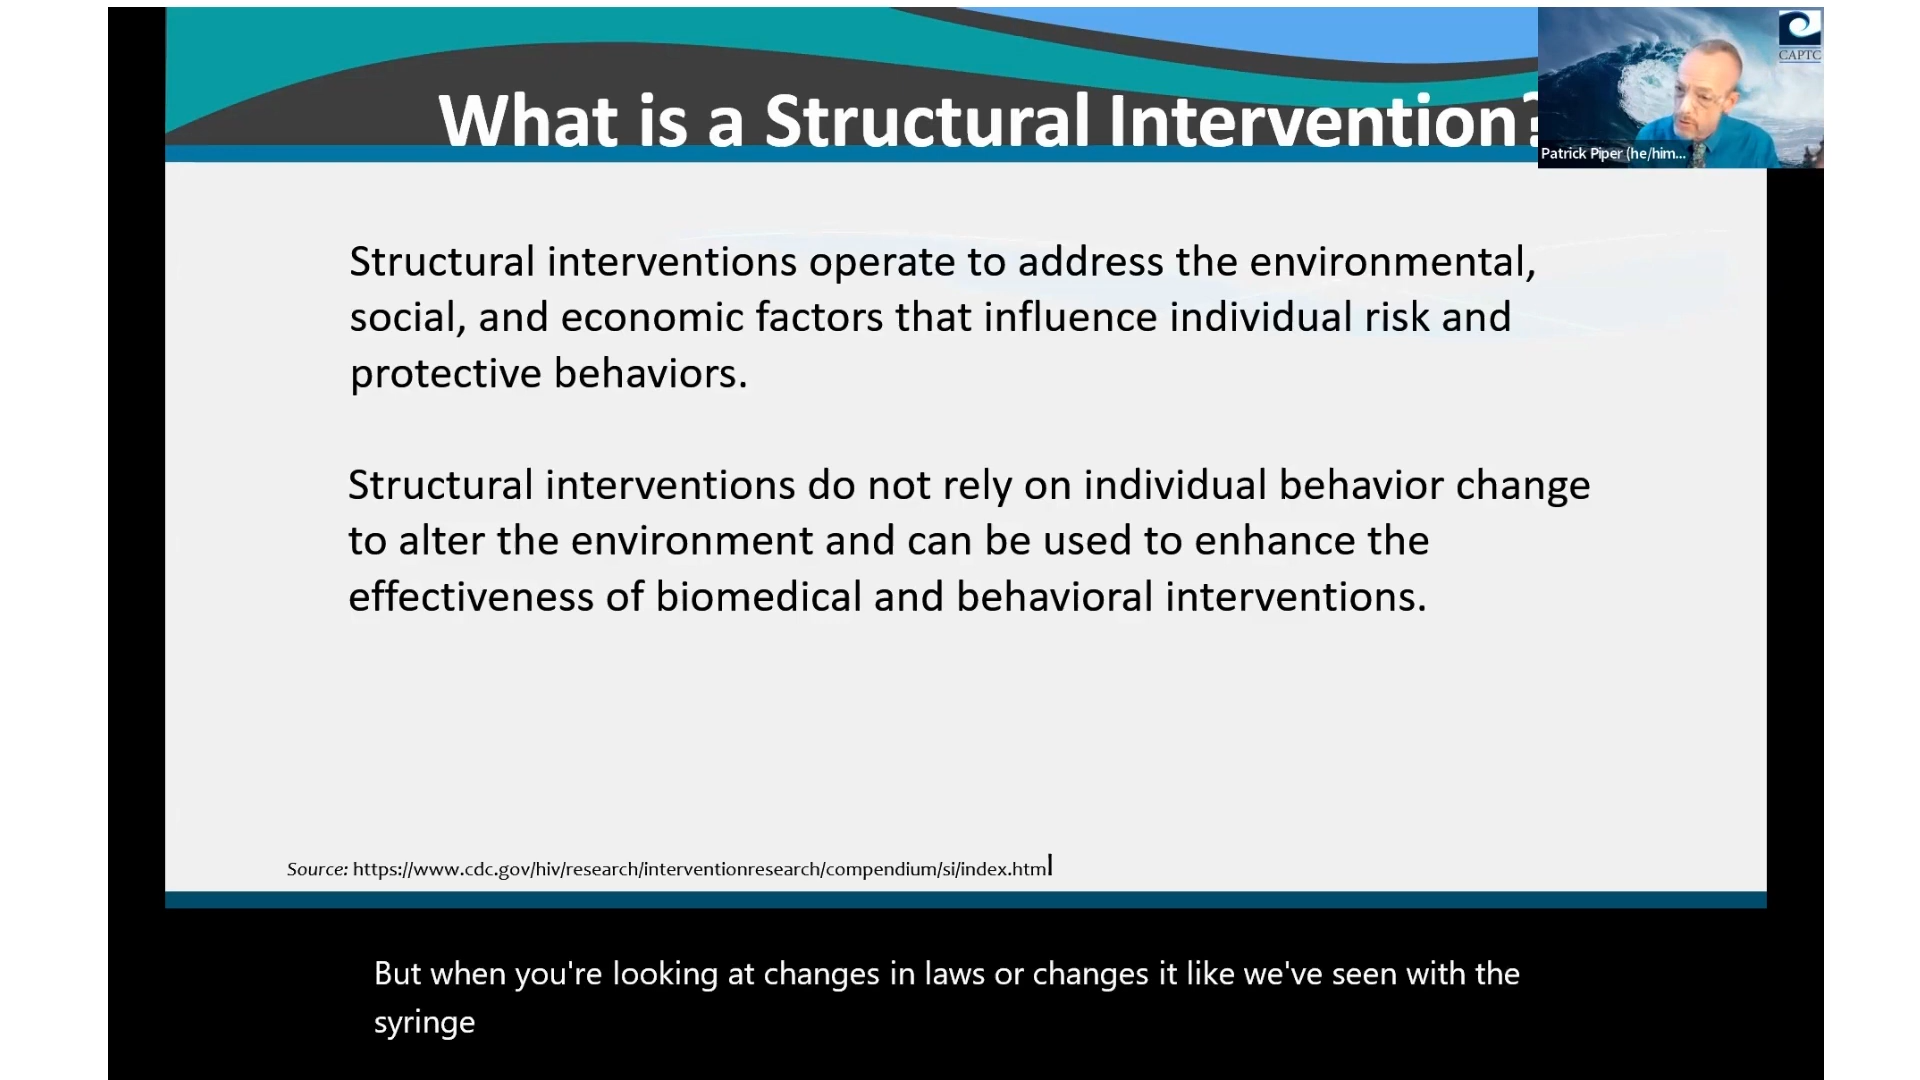 What is a Structural Intervention?
CAPTC
Patrick Piper (he/him...
Structural interventions operate to address the environmental,
social, and economic factors that influence individual risk and
protective behaviors.
Structural interventions do not rely on individual behavior change
to alter the environment and can be used to enhance the
effectiveness of biomedical and behavioral interventions.
Source: https://www.cdc.gov/hiv/research/interventionresearch/compendium/si/index.html
But when you're looking at changes in laws or changes it like we've seen with the
syringe